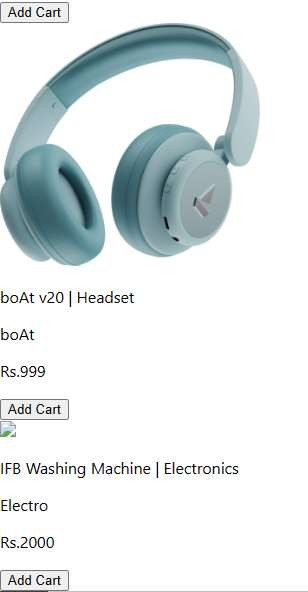 Add Cart
boAt v20 | Headset
boAt
Rs.999
Add Cart
IFB Washing Machine | Electronics
Electro
Rs.2000
Add Cart